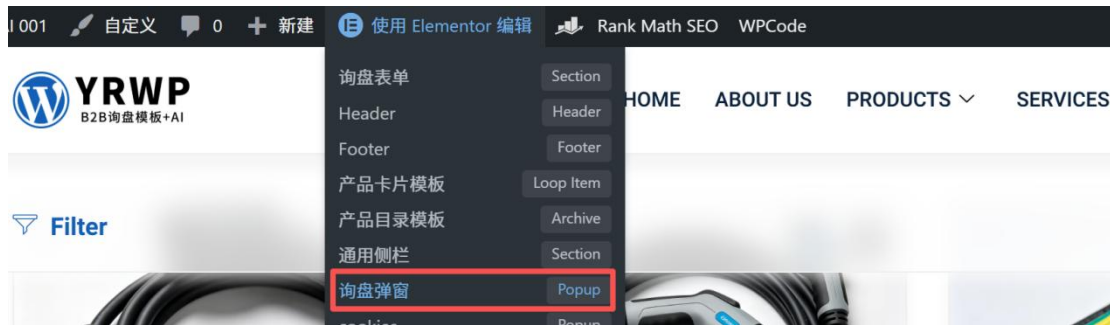 I 001 自定义 0 新建 使用 Elementor 编辑 Rank Math SEO WPCode
YRWP
B2B询盘模板+AI
HOME ABOUT US PRODUCTS SERVICES
询盘表单 Section
Header Header
Footer Footer
产品卡片模板 Loop Item
产品目录模板 Archive
通用侧栏 Section
询盘弹窗 Popup
cookies Popup
Filter